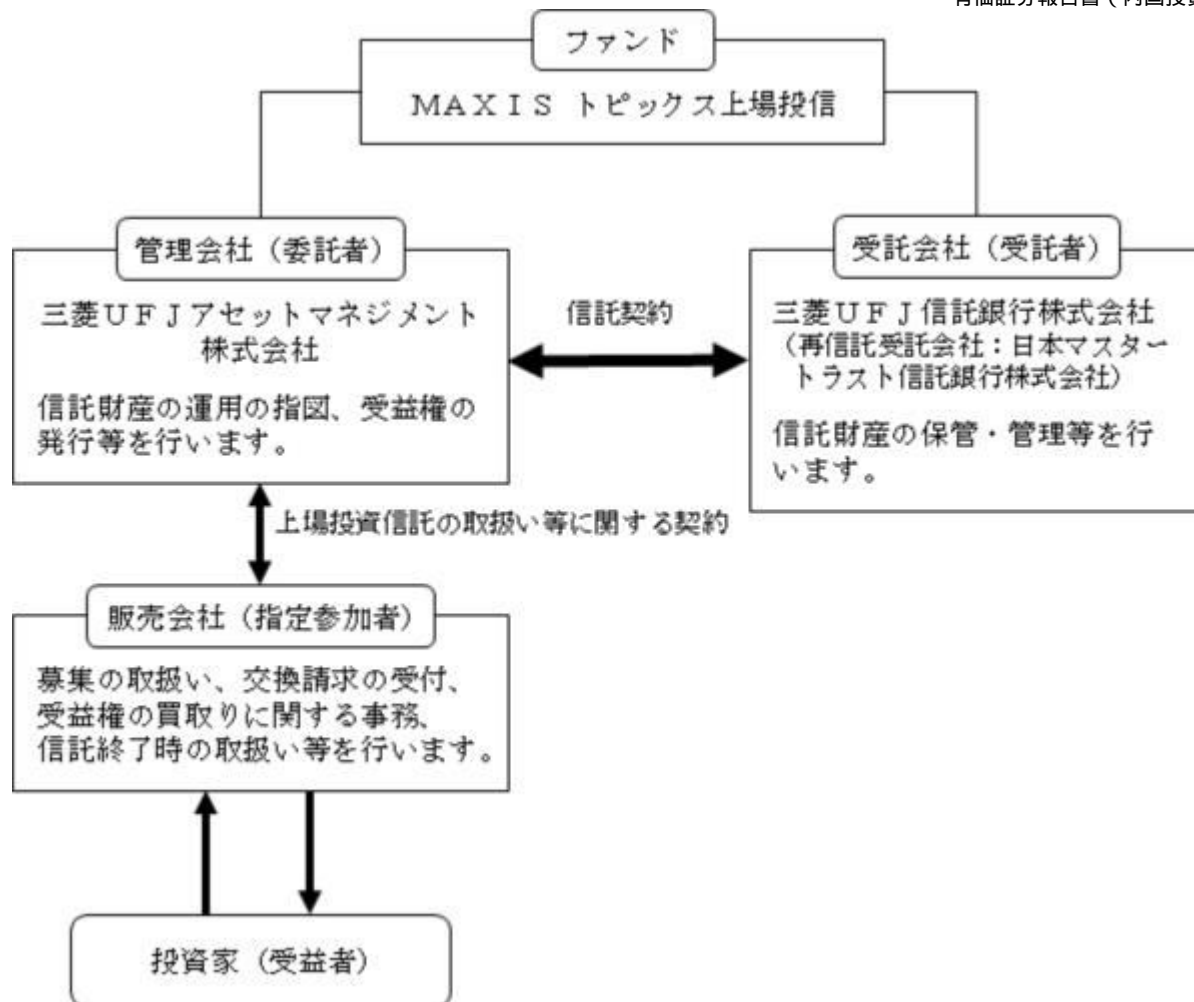 ファンド
ＭＡＸＩＳ トピックス上場投信
管理会社（委託者）
三菱ＵＦＪアセットマネジメント
株式会社
信託財産の運用の指図、受益権の
発行等を行います。
信託契約
受託会社（受託者）
三菱ＵＦＪ信託銀行株式会社
（再信託受託会社：日本マスター
トラスト信託銀行株式会社）
信託財産の保管・管理等を行
います。
上場投資信託の取扱い等に関する契約
販売会社（指定参加者）
募集の取扱い、交換請求の受付、
受益権の買取りに関する事務、
信託終了時の取扱い等を行います。
投資家（受益者）